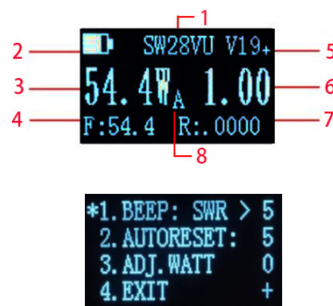 1
2
SW28VU V19+
5
3
54.4W A 1.00
6
4
F:54.4 R:.0000
7
8
*1.BEEP: SWR > 5
2.AUTORESET: 5
3.ADJ.WATT 0
4.EXIT +